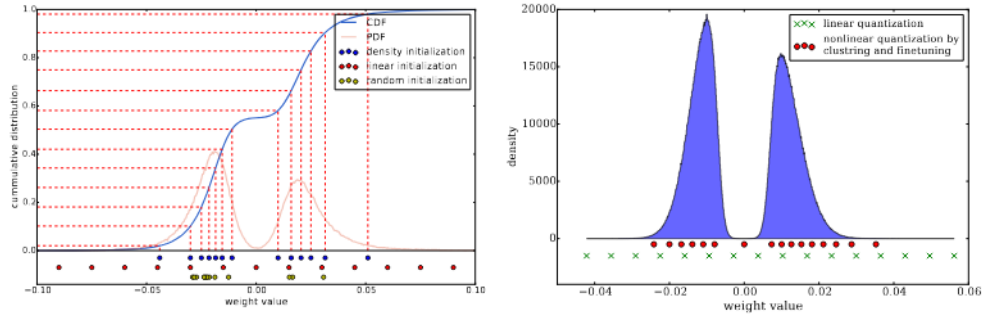 1.0
0.8
0.6
0.4
0.2
0.0
cummulative distribution
CDF
PDF
density initialization
linear initialization
random initialization
−0.10
−0.05
0.00
0.05
0.10
weight value
20000
15000
10000
5000
0
density
linear quantization
nonlinear quantization by
clustring and finetuning
−0.04
−0.02
0.00
0.02
0.04
0.06
weight value